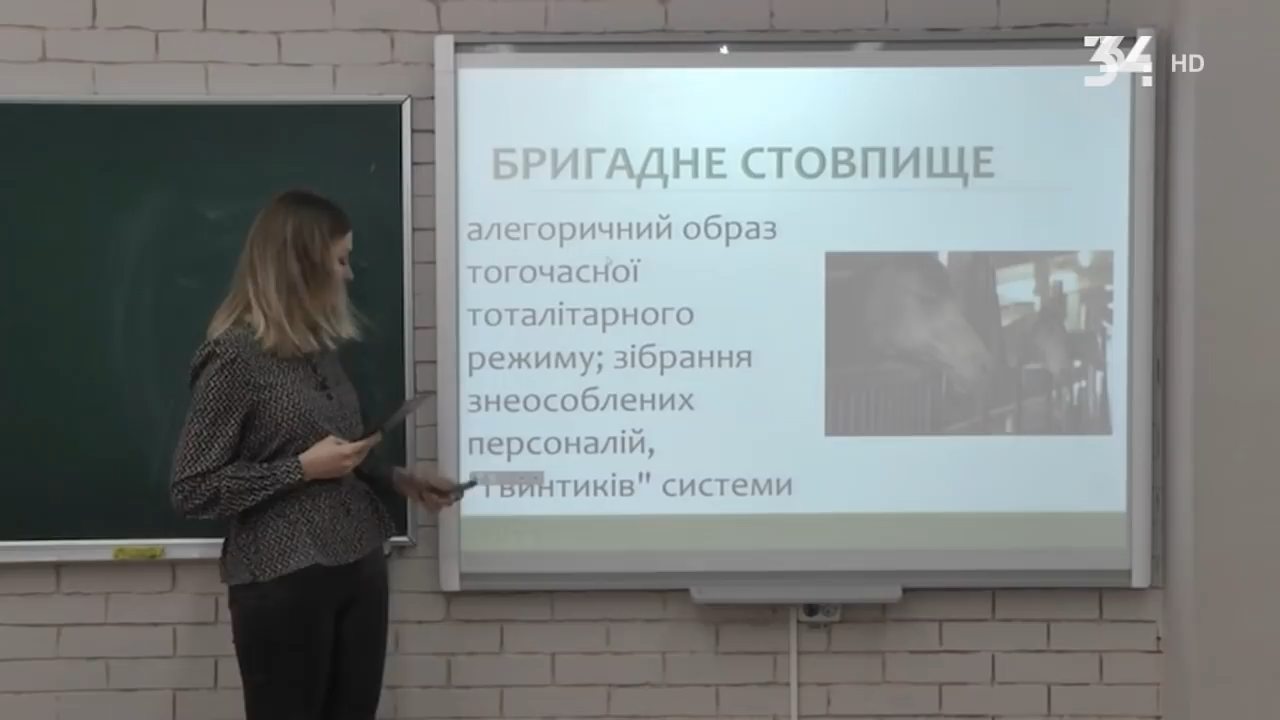 34 HD
БРИГАДНЕ СТОВПИЩЕ
алегоричний образ
тогочасної
тоталітарного
режиму; зібрання
знеособлених
персоналій,
"гвинтиків" системи